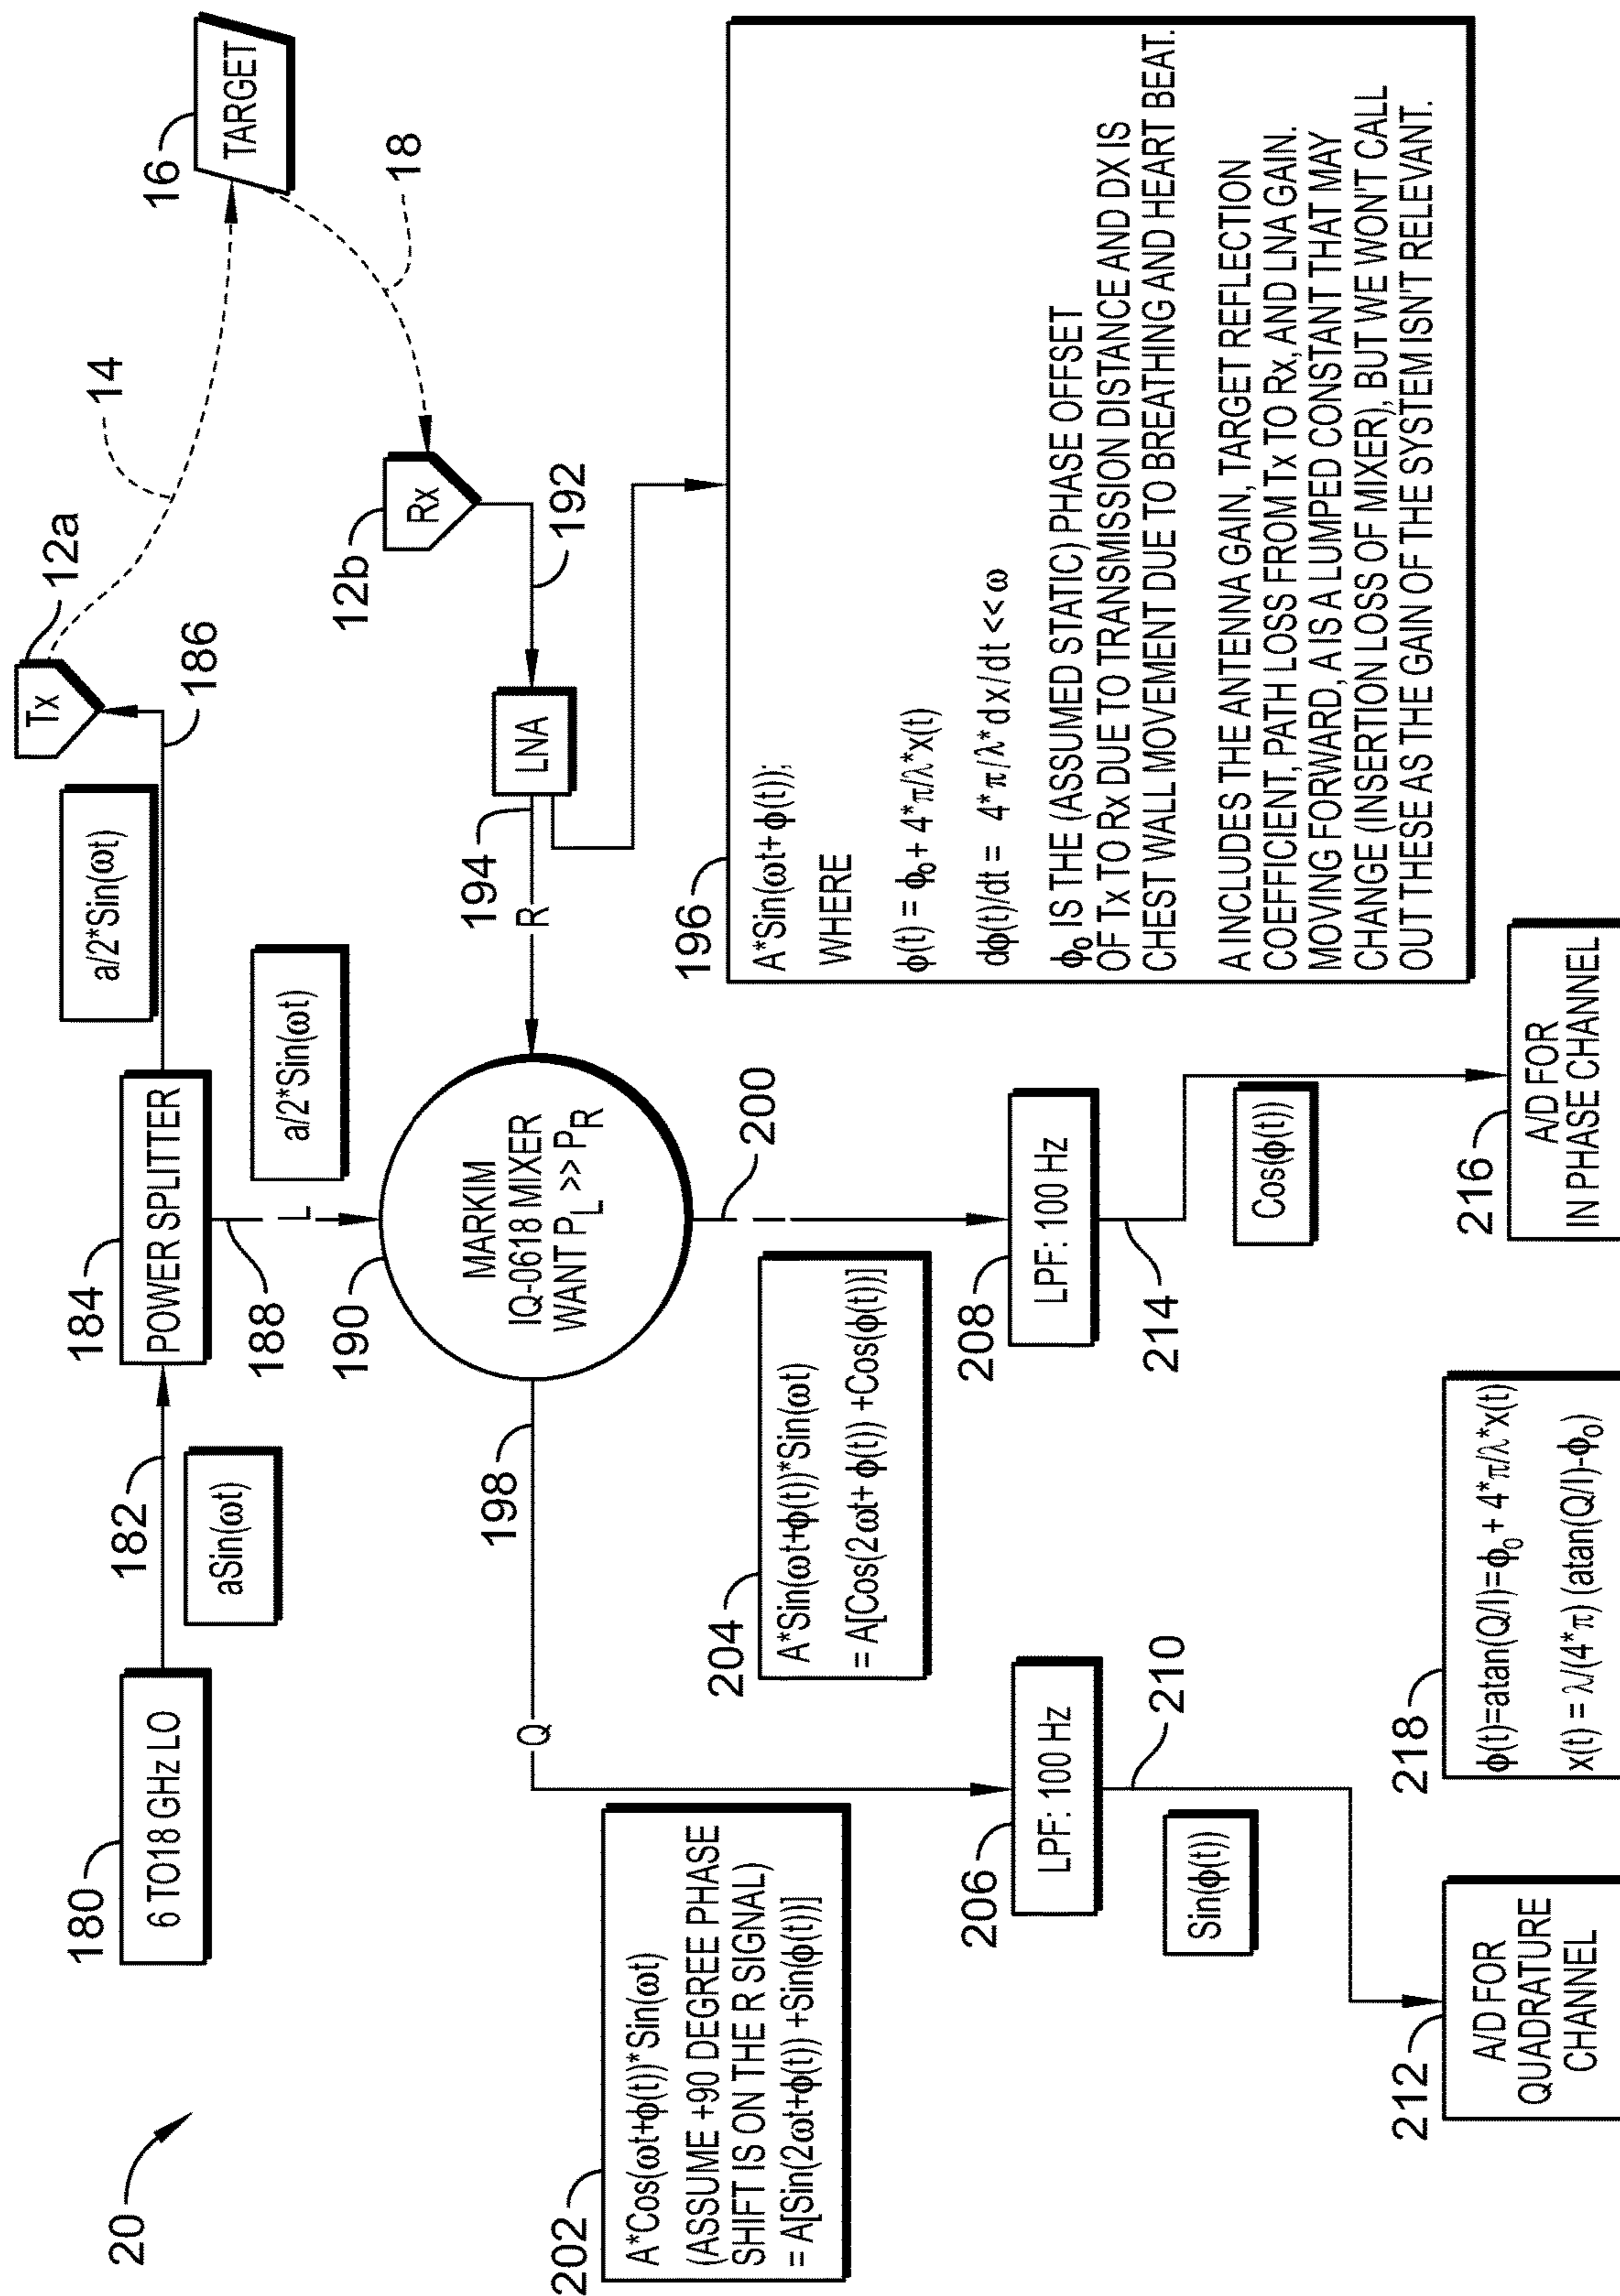 20
180
6 TO18 GHz LO
182
aSin(ωt)
184
POWER SPLITTER
a/2*Sin(ωt)
186
Tx
12a
14
16
TARGET
18
188
L
a/2*Sin(ωt)
190
MARKIM
IQ-0618 MIXER
WANT P_L >> P_R
R
194
LNA
192
12b
Rx
196
A*Sin(ωt+ϕ(t));
WHERE
ϕ(t) = ϕ₀ + 4*π/λ*x(t)
dϕ(t)/dt = 4*π/λ*dx/dt << ω
ϕ₀ IS THE (ASSUMED STATIC) PHASE OFFSET
OF Tx TO Rx DUE TO TRANSMISSION DISTANCE AND DX IS
CHEST WALL MOVEMENT DUE TO BREATHING AND HEART BEAT.
A INCLUDES THE ANTENNA GAIN, TARGET REFLECTION
COEFFICIENT, PATH LOSS FROM Tx TO Rx, AND LNA GAIN.
MOVING FORWARD, A IS A LUMPED CONSTANT THAT MAY
CHANGE (INSERTION LOSS OF MIXER), BUT WE WON'T CALL
OUT THESE AS THE GAIN OF THE SYSTEM ISN'T RELEVANT.
198
Q
200
202
A*Cos(ωt+ϕ(t))*Sin(ωt)
(ASSUME +90 DEGREE PHASE
SHIFT IS ON THE R SIGNAL)
= A[Sin(2ωt+ϕ(t)) +Sin(ϕ(t))]
204
A*Sin(ωt+ϕ(t))*Sin(ωt)
= A[Cos(2ωt+ ϕ(t)) +Cos(ϕ(t))]
206
LPF: 100 Hz
210
Sin(ϕ(t))
208
LPF: 100 Hz
214
Cos(ϕ(t))
212
A/D FOR
QUADRATURE
CHANNEL
218
ϕ(t)=atan(Q/I)=ϕ₀ + 4*π/λ*x(t)
x(t) = λ/(4*π) (atan(Q/I)-ϕ₀)
216
A/D FOR
IN PHASE CHANNEL